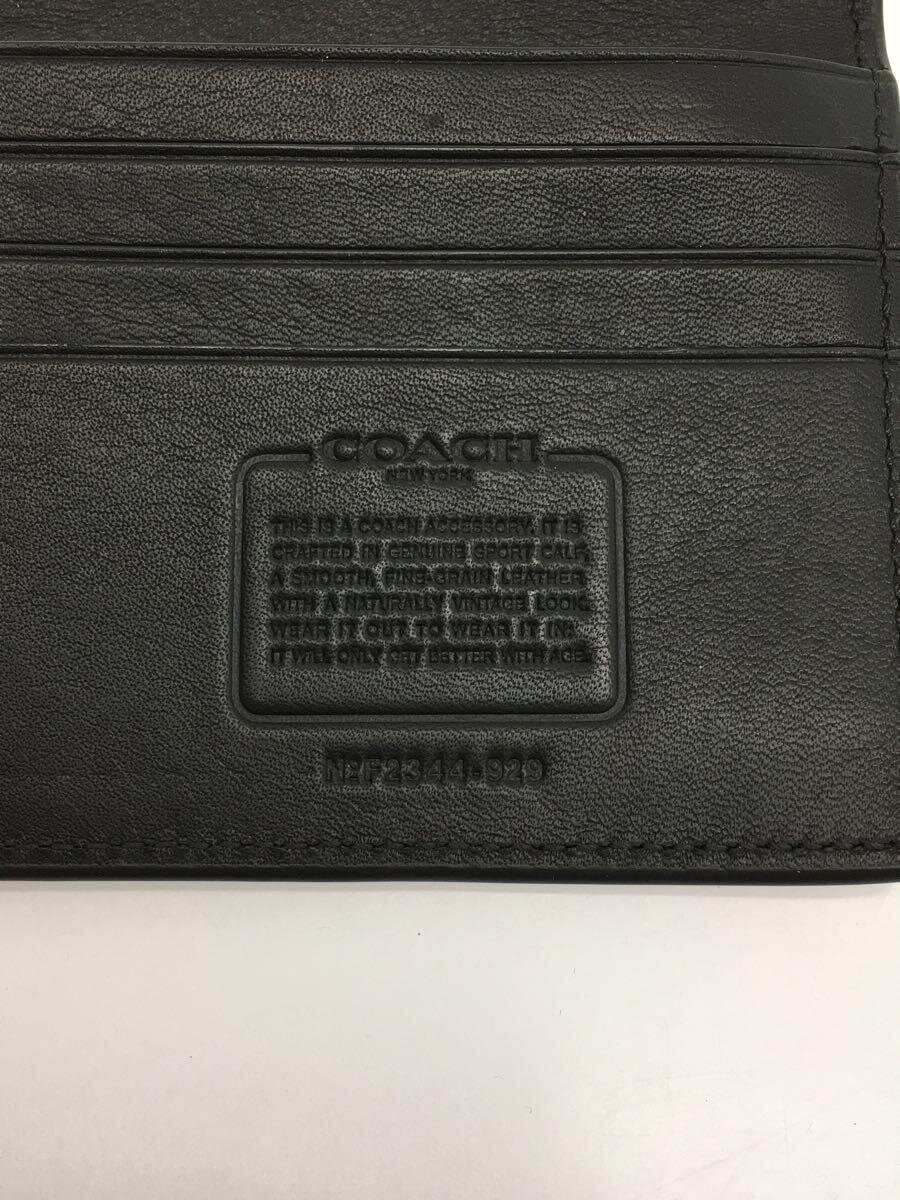 COACH
NEW YORK
THIS IS A COACH ACCESSORY. IT IS
CRAFTED IN GENUINE SPORT CALF,
A SMOOTH, FINE-GRAIN LEATHER
WITH A NATURALLY VINTAGE LOOK.
WEAR IT OUT TO WEAR IT IN:
IT WILL ONLY GET BETTER WITH AGE.
Nº F2344-929